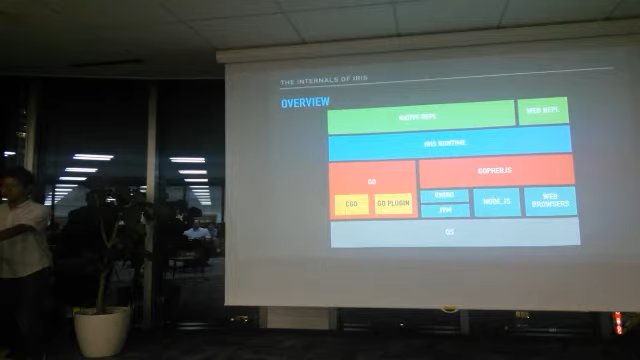 THE INTERNALS OF IRIS
OVERVIEW
NATIVE REPL
WEB REPL
IRIS RUNTIME
GO
GOPHERJS
CGO
GO PLUGIN
NODE.JS
WEB
BROWSERS
OS